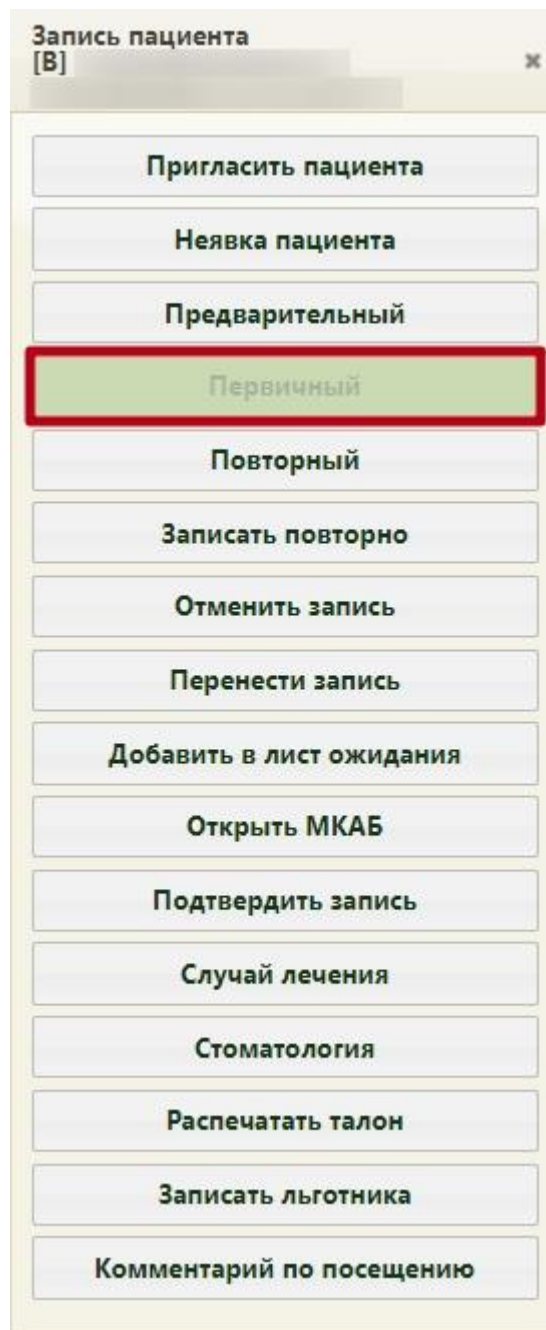 Запись пациента
[В]
Пригласить пациента
Неявка пациента
Предварительный
Первичный
Повторный
Записать повторно
Отменить запись
Перенести запись
Добавить в лист ожидания
Открыть МКАБ
Подтвердить запись
Случай лечения
Стоматология
Распечатать талон
Записать льготника
Комментарий по посещению